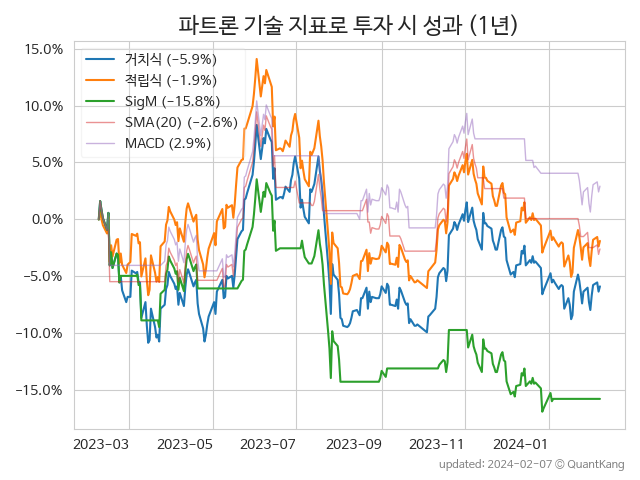 파트론 기술 지표로 투자 시 성과 (1년)
15.0%
10.0%
5.0%
0.0%
−5.0%
−10.0%
−15.0%
거치식 (−5.9%)
적립식 (−1.9%)
SigM (−15.8%)
SMA(20) (−2.6%)
MACD (2.9%)
2023-03 2023-05 2023-07 2023-09 2023-11 2024-01
updated: 2024-02-07 © QuantKang